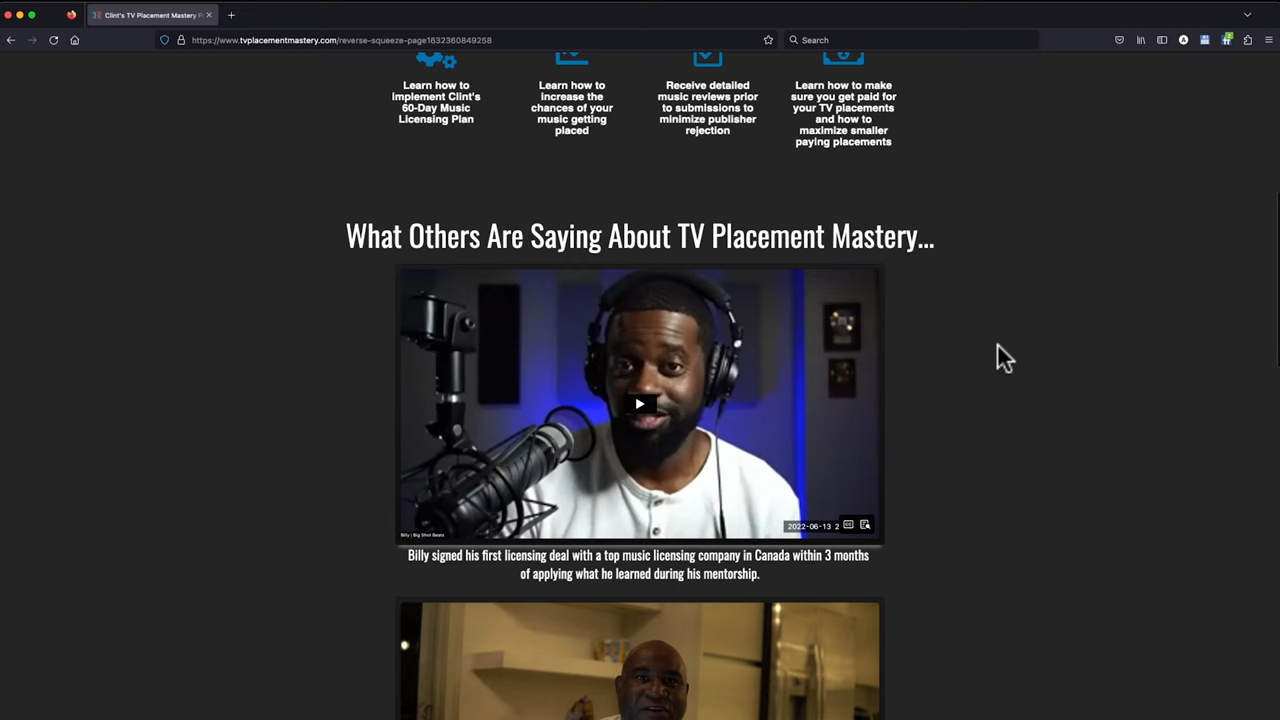 Clint's TV Placement Mastery P
https://www.tvplacementmastery.com/reverse-squeeze-page1632360849258
Search
Learn how to
implement Clint's
60-Day Music
Licensing Plan
Learn how to
increase the
chances of your
music getting
placed
Receive detailed
music reviews prior
to submissions to
minimize publisher
rejection
Learn how to make
sure you get paid for
your TV placements
and how to
maximize smaller
paying placements
What Others Are Saying About TV Placement Mastery...
2022-06-13 2
Billy | Big Shot Beats
Billy signed his first licensing deal with a top music licensing company in Canada within 3 months
of applying what he learned during his mentorship.